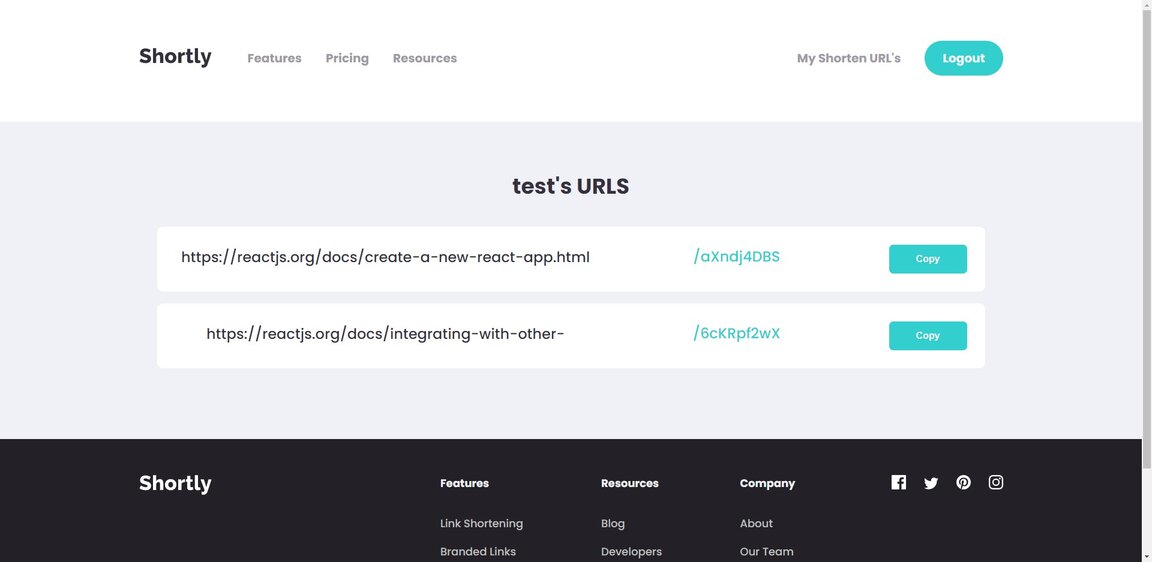 Shortly Features Pricing Resources My Shorten URL's Logout
test's URLS
https://reactjs.org/docs/create-a-new-react-app.html /aXndj4DBS Copy
https://reactjs.org/docs/integrating-with-other- /6cKRpf2wX Copy
Shortly Features Resources Company
Link Shortening Blog About
Branded Links Developers Our Team